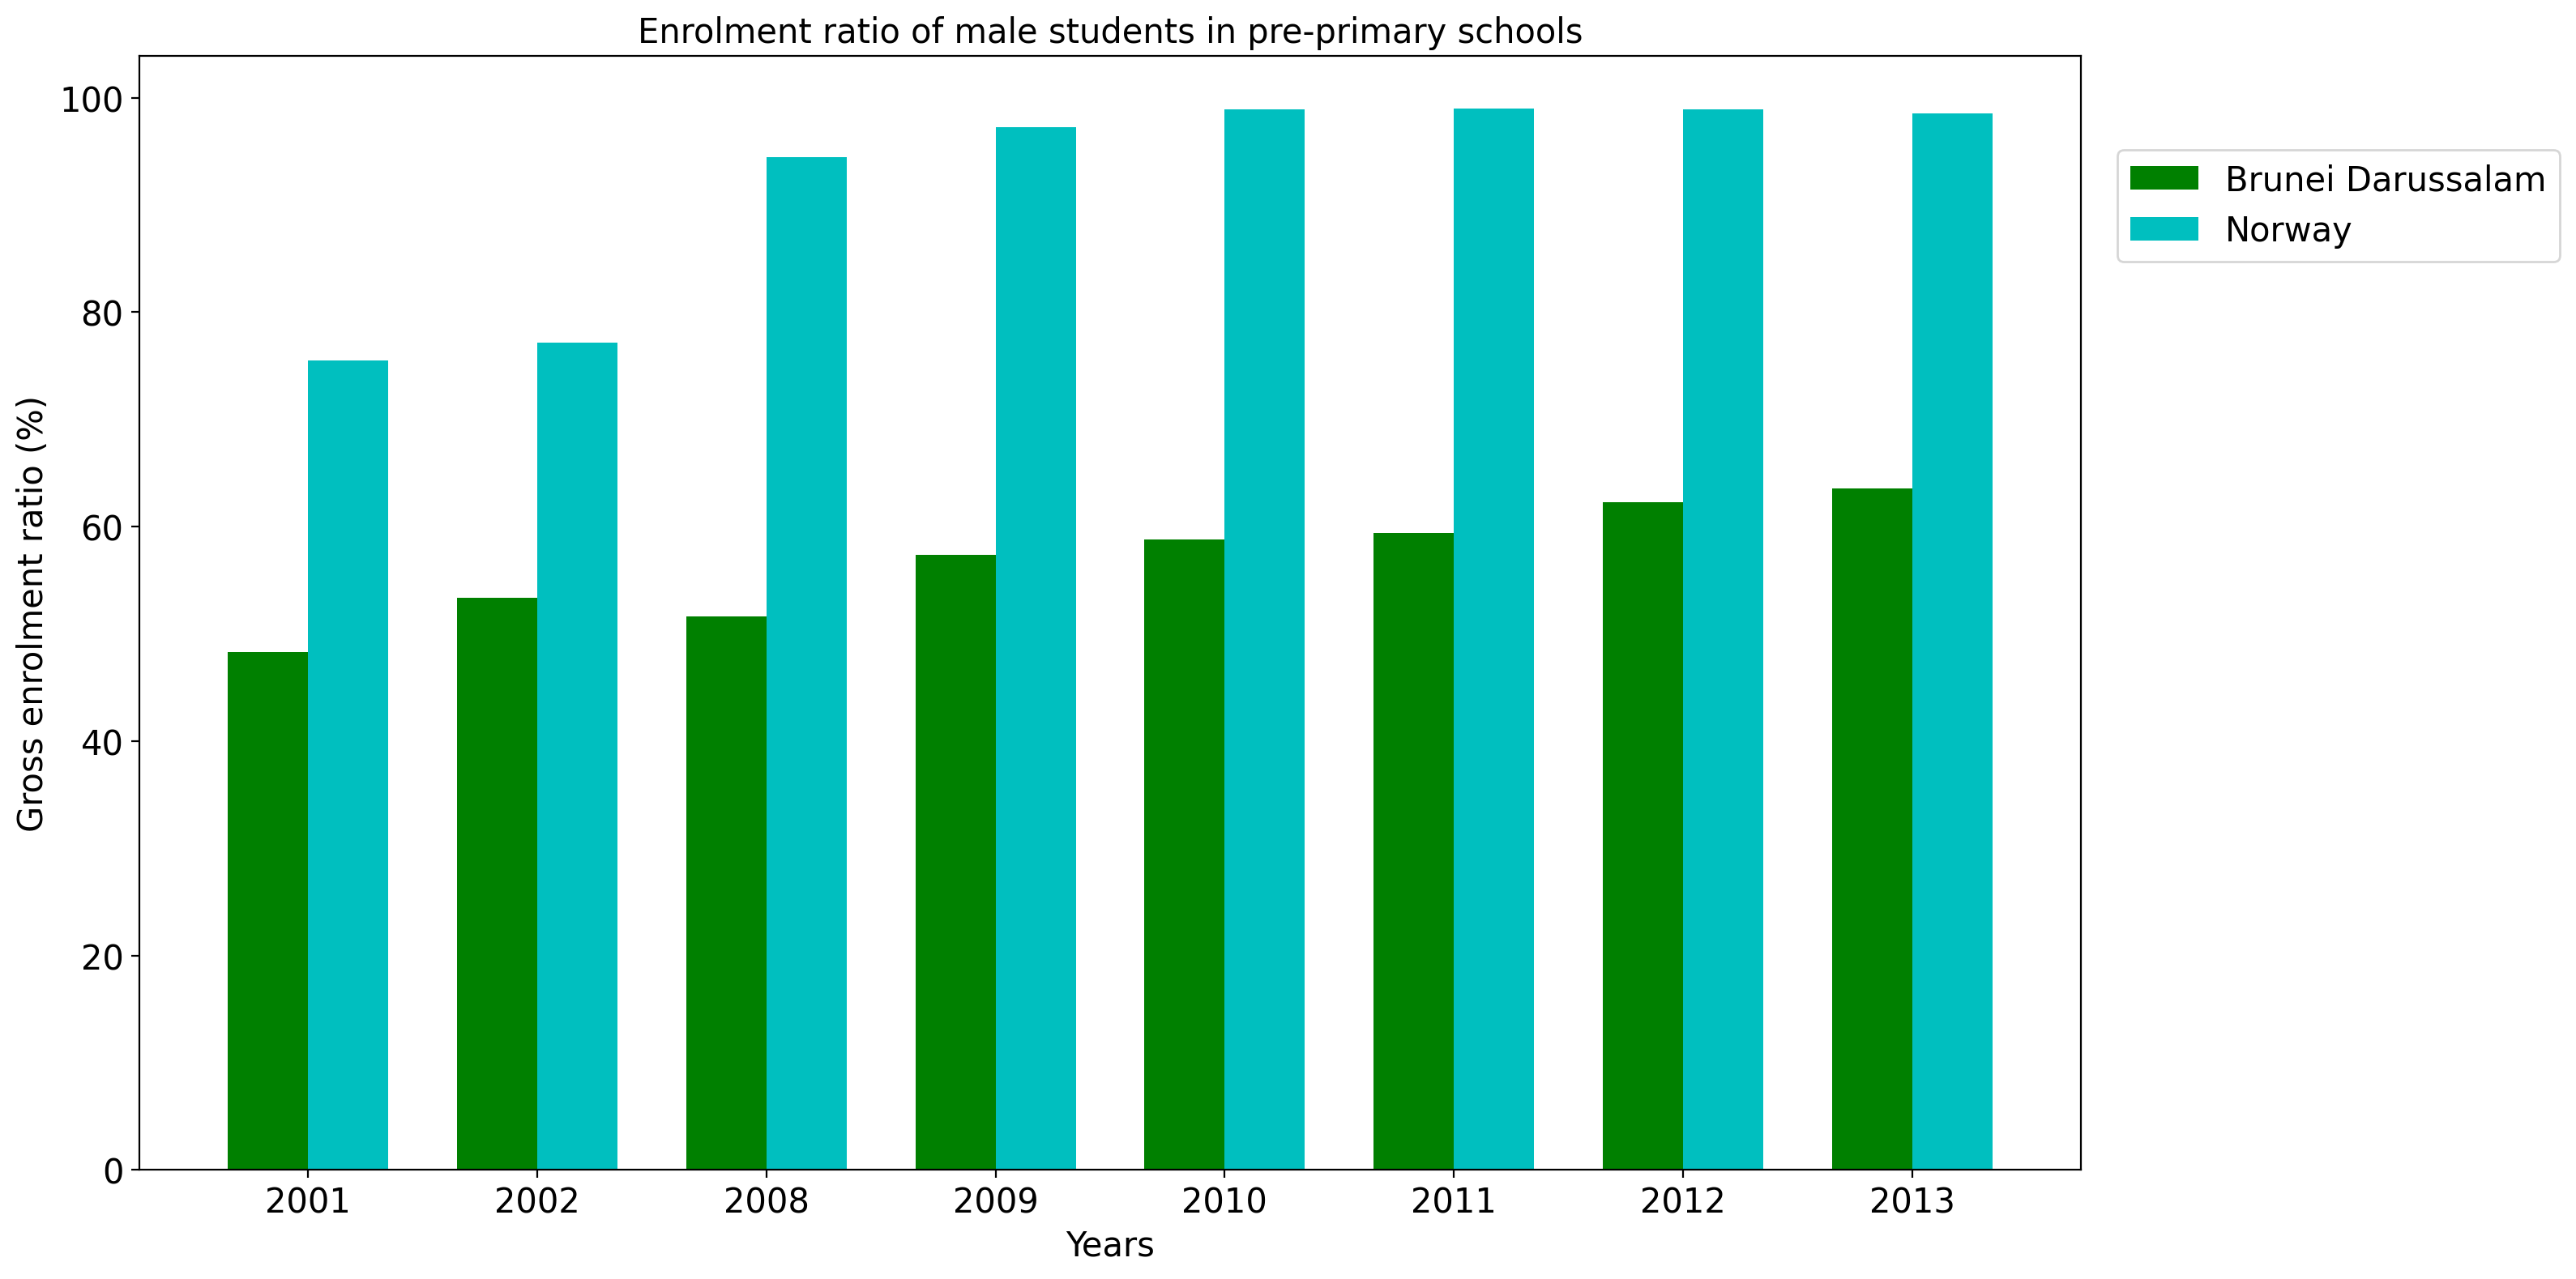 Enrolment ratio of male students in pre-primary schools
Gross enrolment ratio (%)
100
80
60
40
20
0
2001 2002 2008 2009 2010 2011 2012 2013
Years
Brunei Darussalam
Norway